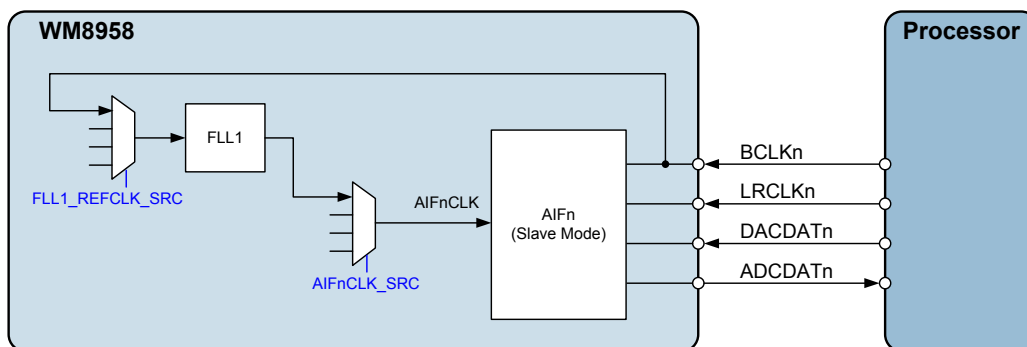 WM8958
Processor
FLL1
FLL1_REFCLK_SRC
AIFnCLK
AIFnCLK_SRC
AIFn
(Slave Mode)
BCLKn
LRCLKn
DACDATn
ADCDATn